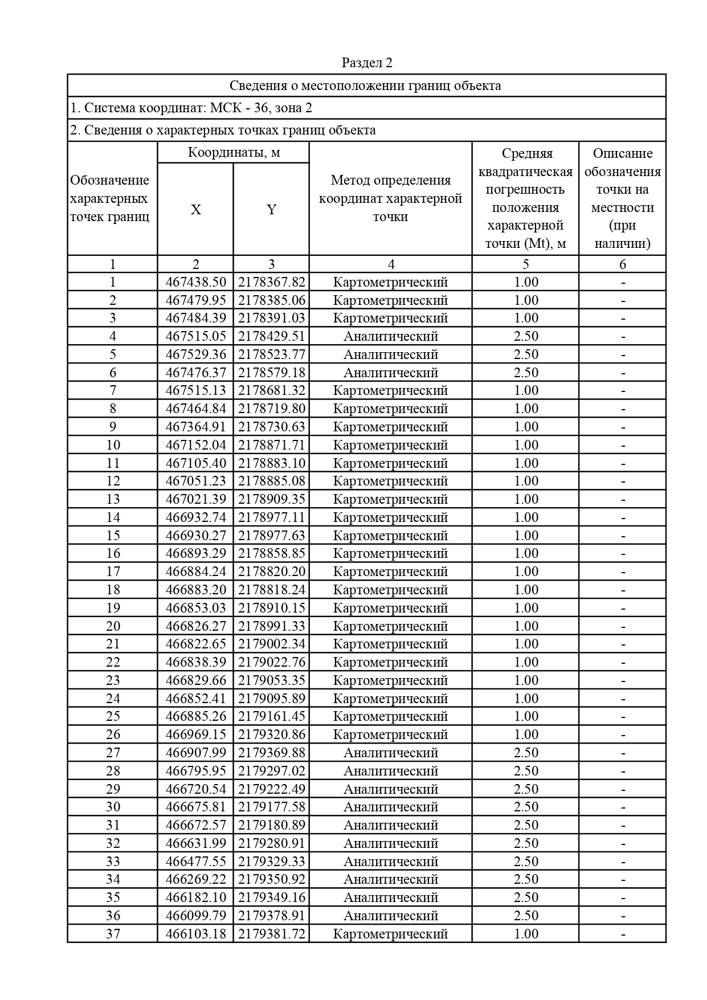 Раздел 2
Сведения о местоположении границ объекта
1. Система координат: МСК - 36, зона 2
2. Сведения о характерных точках границ объекта
Обозначение
характерных
точек границ
Координаты, м
X Y
Метод определения
координат характерной
точки
Средняя
квадратическая
погрешность
положения
характерной
точки (Mt), м
Описание
обозначения
точки на
местности
(при
наличии)
1 2 3 4 5 6
1 467438.50 2178367.82 Картометрический 1.00 -
2 467479.95 2178385.06 Картометрический 1.00 -
3 467484.39 2178391.03 Картометрический 1.00 -
4 467515.05 2178429.51 Аналитический 2.50 -
5 467529.36 2178523.77 Аналитический 2.50 -
6 467476.37 2178579.18 Аналитический 2.50 -
7 467515.13 2178681.32 Картометрический 1.00 -
8 467464.84 2178719.80 Картометрический 1.00 -
9 467364.91 2178730.63 Картометрический 1.00 -
10 467152.04 2178871.71 Картометрический 1.00 -
11 467105.40 2178883.10 Картометрический 1.00 -
12 467051.23 2178885.08 Картометрический 1.00 -
13 467021.39 2178909.35 Картометрический 1.00 -
14 466932.74 2178977.11 Картометрический 1.00 -
15 466930.27 2178977.63 Картометрический 1.00 -
16 466893.29 2178858.85 Картометрический 1.00 -
17 466884.24 2178820.20 Картометрический 1.00 -
18 466883.20 2178818.24 Картометрический 1.00 -
19 466853.03 2178910.15 Картометрический 1.00 -
20 466826.27 2178991.33 Картометрический 1.00 -
21 466822.65 2179002.34 Картометрический 1.00 -
22 466838.39 2179022.76 Картометрический 1.00 -
23 466829.66 2179053.35 Картометрический 1.00 -
24 466852.41 2179095.89 Картометрический 1.00 -
25 466885.26 2179161.45 Картометрический 1.00 -
26 466969.15 2179320.86 Картометрический 1.00 -
27 466907.99 2179369.88 Аналитический 2.50 -
28 466795.95 2179297.02 Аналитический 2.50 -
29 466720.54 2179222.49 Аналитический 2.50 -
30 466675.81 2179177.58 Аналитический 2.50 -
31 466672.57 2179180.89 Аналитический 2.50 -
32 466631.99 2179280.91 Аналитический 2.50 -
33 466477.55 2179329.33 Аналитический 2.50 -
34 466269.22 2179350.92 Аналитический 2.50 -
35 466182.10 2179349.16 Аналитический 2.50 -
36 466099.79 2179378.91 Аналитический 2.50 -
37 466103.18 2179381.72 Картометрический 1.00 -